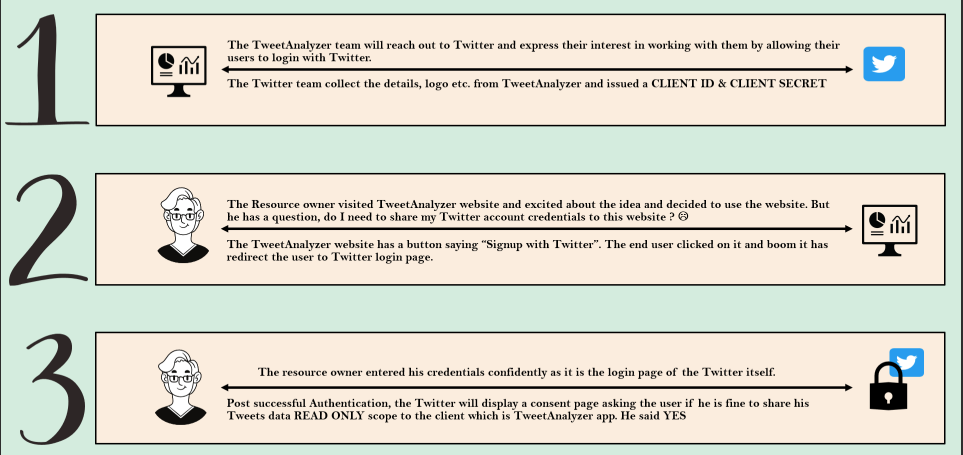 1
The TweetAnalyzer team will reach out to Twitter and express their interest in working with them by allowing their
users to login with Twitter.
The Twitter team collect the details, logo etc. from TweetAnalyzer and issued a CLIENT ID & CLIENT SECRET
2
The Resource owner visited TweetAnalyzer website and excited about the idea and decided to use the website. But
he has a question, do I need to share my Twitter account credentials to this website ? ☹
The TweetAnalyzer website has a button saying “Signup with Twitter”. The end user clicked on it and boom it has
redirect the user to Twitter login page.
3
The resource owner entered his credentials confidently as it is the login page of the Twitter itself.
Post successful Authentication, the Twitter will display a consent page asking the user if he is fine to share his
Tweets data READ ONLY scope to the client which is TweetAnalyzer app. He said YES